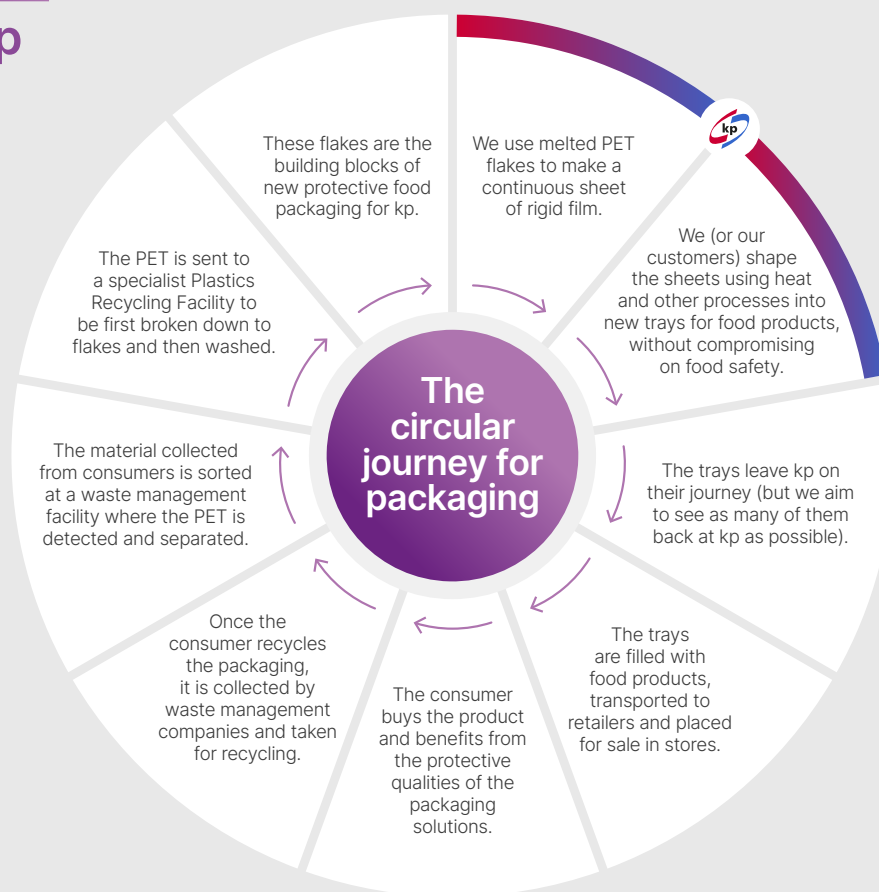 p
The
circular
journey for
packaging
We use melted PET
flakes to make a
continuous sheet
of rigid film.
kp
We (or our
customers) shape
the sheets using heat
and other processes into
new trays for food products,
without compromising
on food safety.
The trays leave kp on
their journey (but we aim
to see as many of them
back at kp as possible).
The trays
are filled with
food products,
transported to
retailers and placed
for sale in stores.
The consumer
buys the product
and benefits from
the protective
qualities of the
packaging
solutions.
Once the
consumer recycles
the packaging,
it is collected by
waste management
companies and taken
for recycling.
The material collected
from consumers is sorted
at a waste management
facility where the PET is
detected and separated.
The PET is sent to
a specialist Plastics
Recycling Facility to
be first broken down to
flakes and then washed.
These flakes are the
building blocks of
new protective food
packaging for kp.